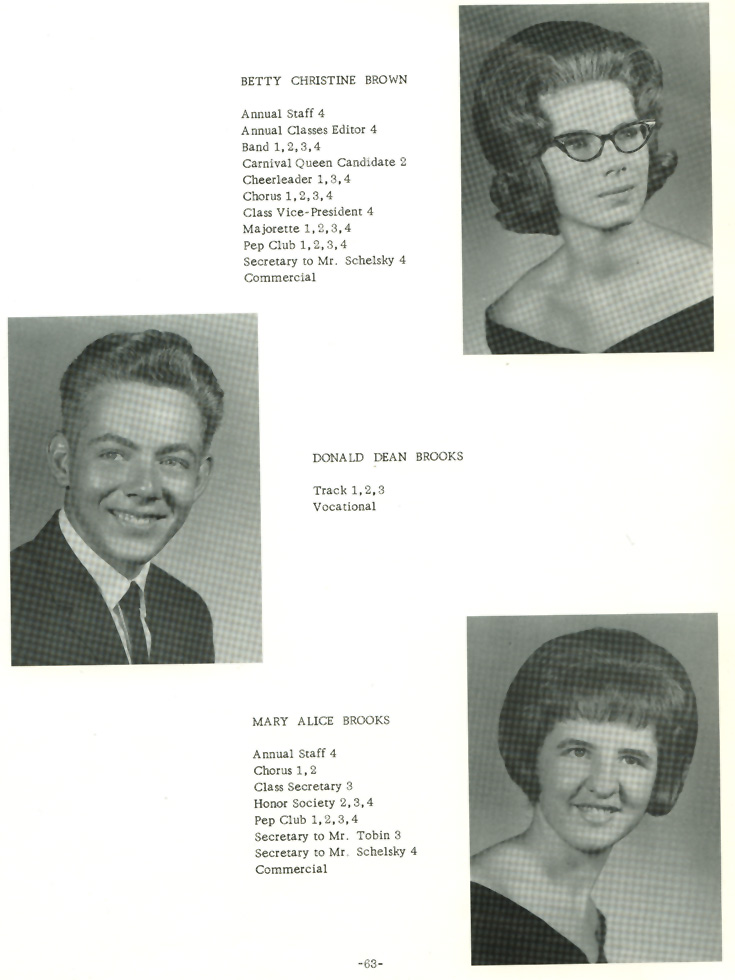 BETTY CHRISTINE BROWN
Annual Staff 4
Annual Classes Editor 4
Band 1,2,3,4
Carnival Queen Candidate 2
Cheerleader 1,3,4
Chorus 1,2,3,4
Class Vice-President 4
Majorette 1,2,3,4
Pep Club 1,2,3,4
Secretary to Mr. Schelsky 4
Commercial
DONALD DEAN BROOKS
Track 1,2,3
Vocational
MARY ALICE BROOKS
Annual Staff 4
Chorus 1,2
Class Secretary 3
Honor Society 2,3,4
Pep Club 1,2,3,4
Secretary to Mr. Tobin 3
Secretary to Mr. Schelsky 4
Commercial
-63-